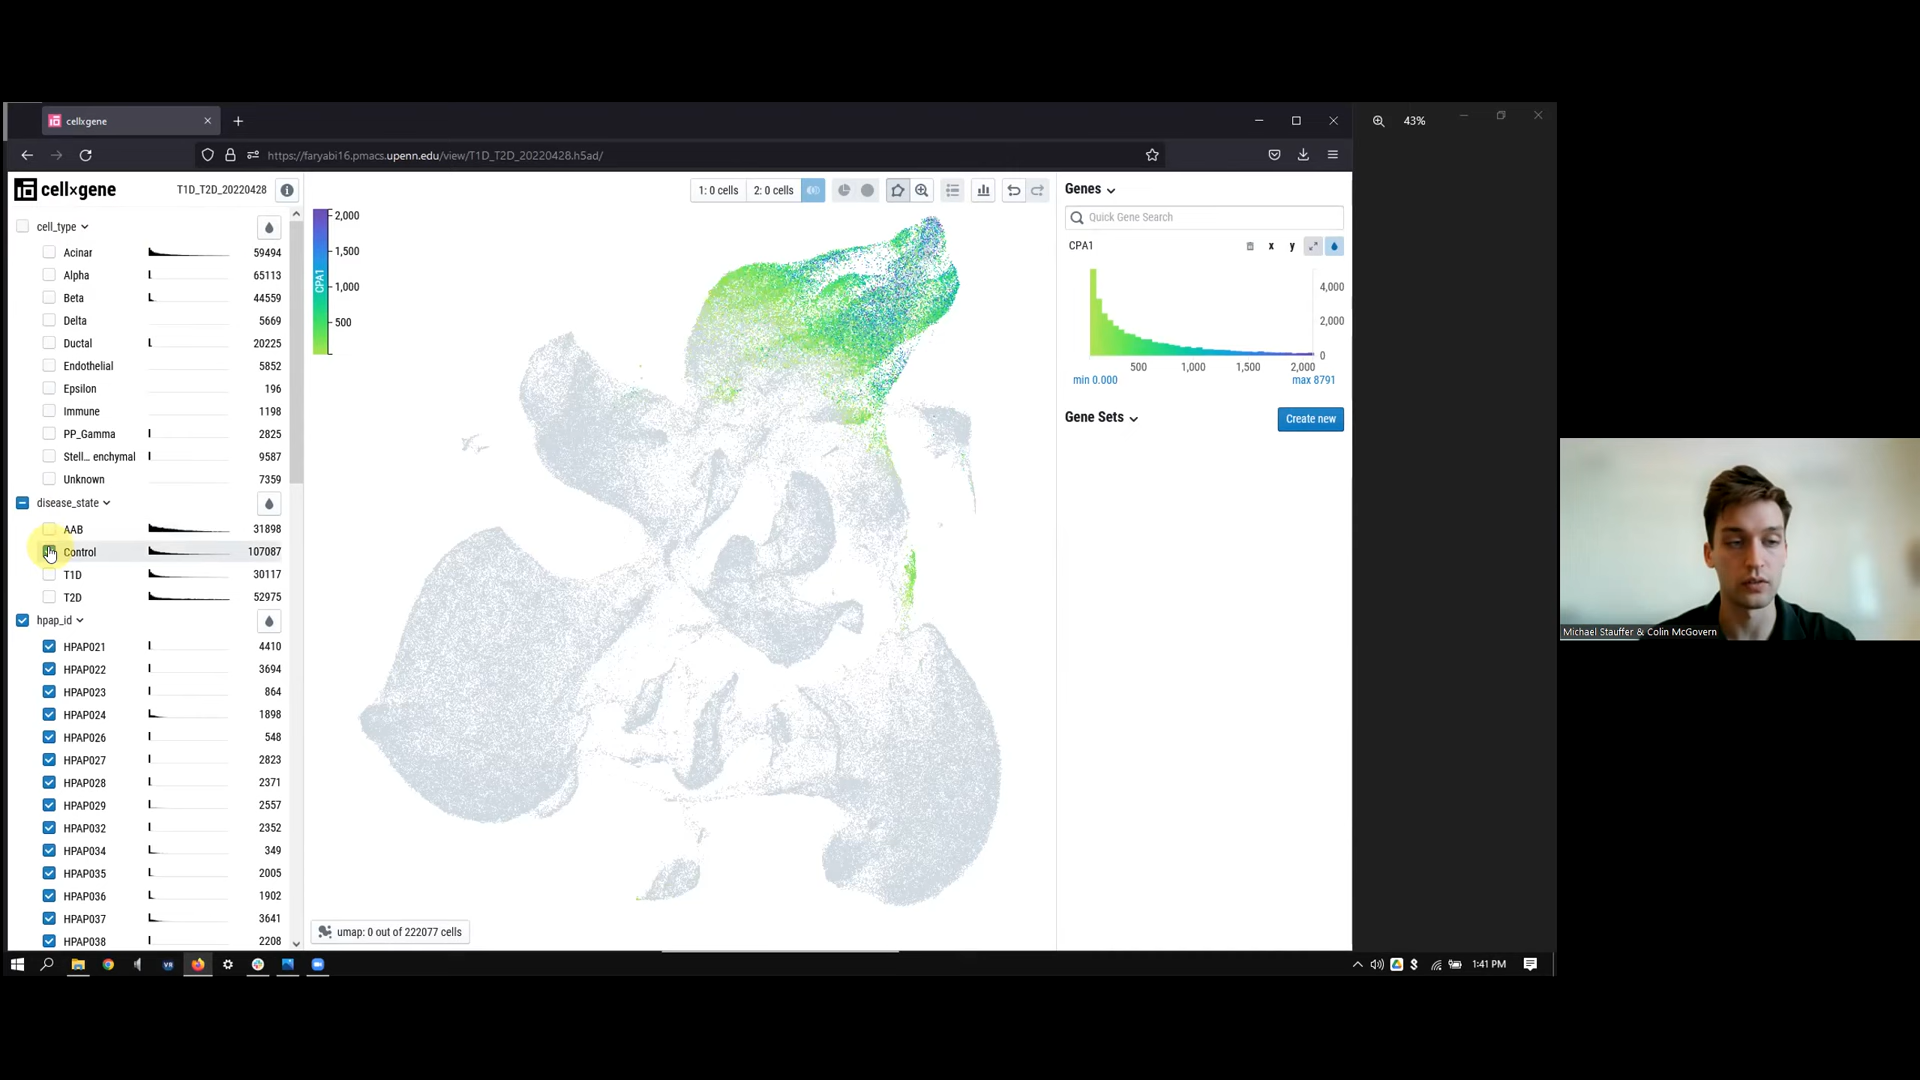 cellxgene
43%
https://faryabi16.pmacs.upenn.edu/view/T1D_T2D_20220428.h5ad/
cellxgene
T1D_T2D_20220428
cell_type
Acinar 59494
Alpha 65113
Beta 44559
Delta 5669
Ductal 20225
Endothelial 5852
Epsilon 196
Immune 1198
PP_Gamma 2825
Stell… enchymal 9587
Unknown 7359
disease_state
AAB 31898
Control 107087
T1D 30117
T2D 52975
hpap_id
HPAP021 4410
HPAP022 3694
HPAP023 864
HPAP024 1898
HPAP026 548
HPAP027 2823
HPAP028 2371
HPAP029 2557
HPAP032 2352
HPAP034 349
HPAP035 2005
HPAP036 1902
HPAP037 3641
HPAP038 2208
1: 0 cells 2: 0 cells
2,000
1,500
1,000
500
CPA1
umap: 0 out of 222077 cells
Genes
Quick Gene Search
CPA1 x y
4,000
2,000
0
500 1,000 1,500 2,000
min 0.000 max 8791
Gene Sets Create new
Michael Stauffer & Colin McGovern
VR
1:41 PM